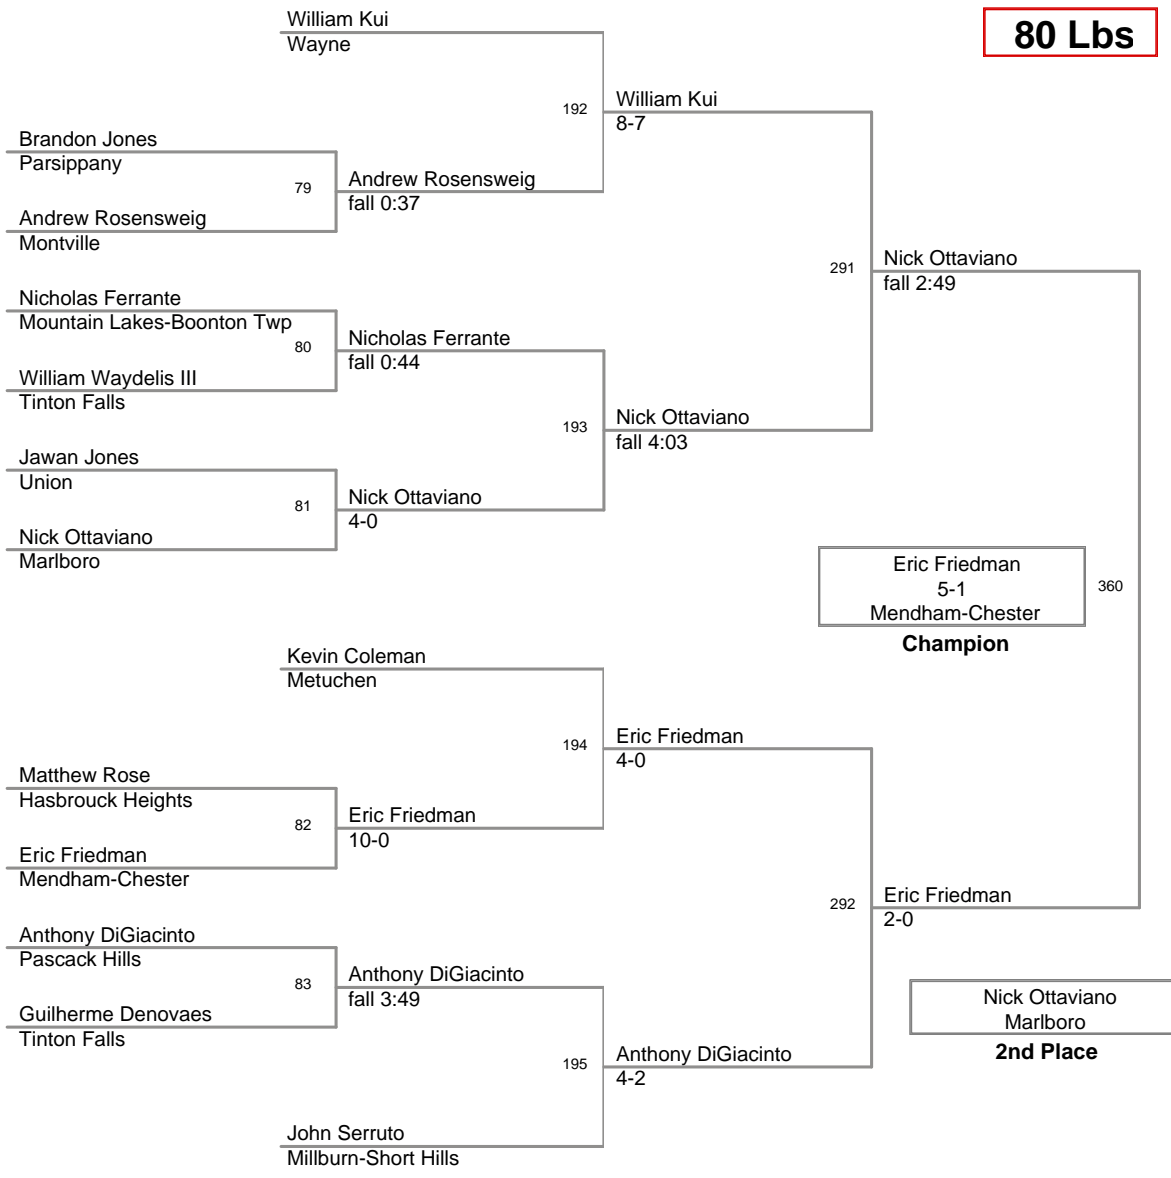 William Kui
Wayne
80 Lbs
192
William Kui
8-7
Brandon Jones
Parsippany
79
Andrew Rosensweig
fall 0:37
Andrew Rosensweig
Montville
291
Nick Ottaviano
fall 2:49
Nicholas Ferrante
Mountain Lakes-Boonton Twp
80
Nicholas Ferrante
fall 0:44
William Waydelis III
Tinton Falls
193
Nick Ottaviano
fall 4:03
Jawan Jones
Union
81
Nick Ottaviano
4-0
Nick Ottaviano
Marlboro
Eric Friedman
5-1
Mendham-Chester
360
Champion
Kevin Coleman
Metuchen
194
Eric Friedman
4-0
Matthew Rose
Hasbrouck Heights
82
Eric Friedman
10-0
Eric Friedman
Mendham-Chester
292
Eric Friedman
2-0
Anthony DiGiacinto
Pascack Hills
83
Anthony DiGiacinto
fall 3:49
Guilherme Denovaes
Tinton Falls
Nick Ottaviano
Marlboro
2nd Place
195
Anthony DiGiacinto
4-2
John Serruto
Millburn-Short Hills